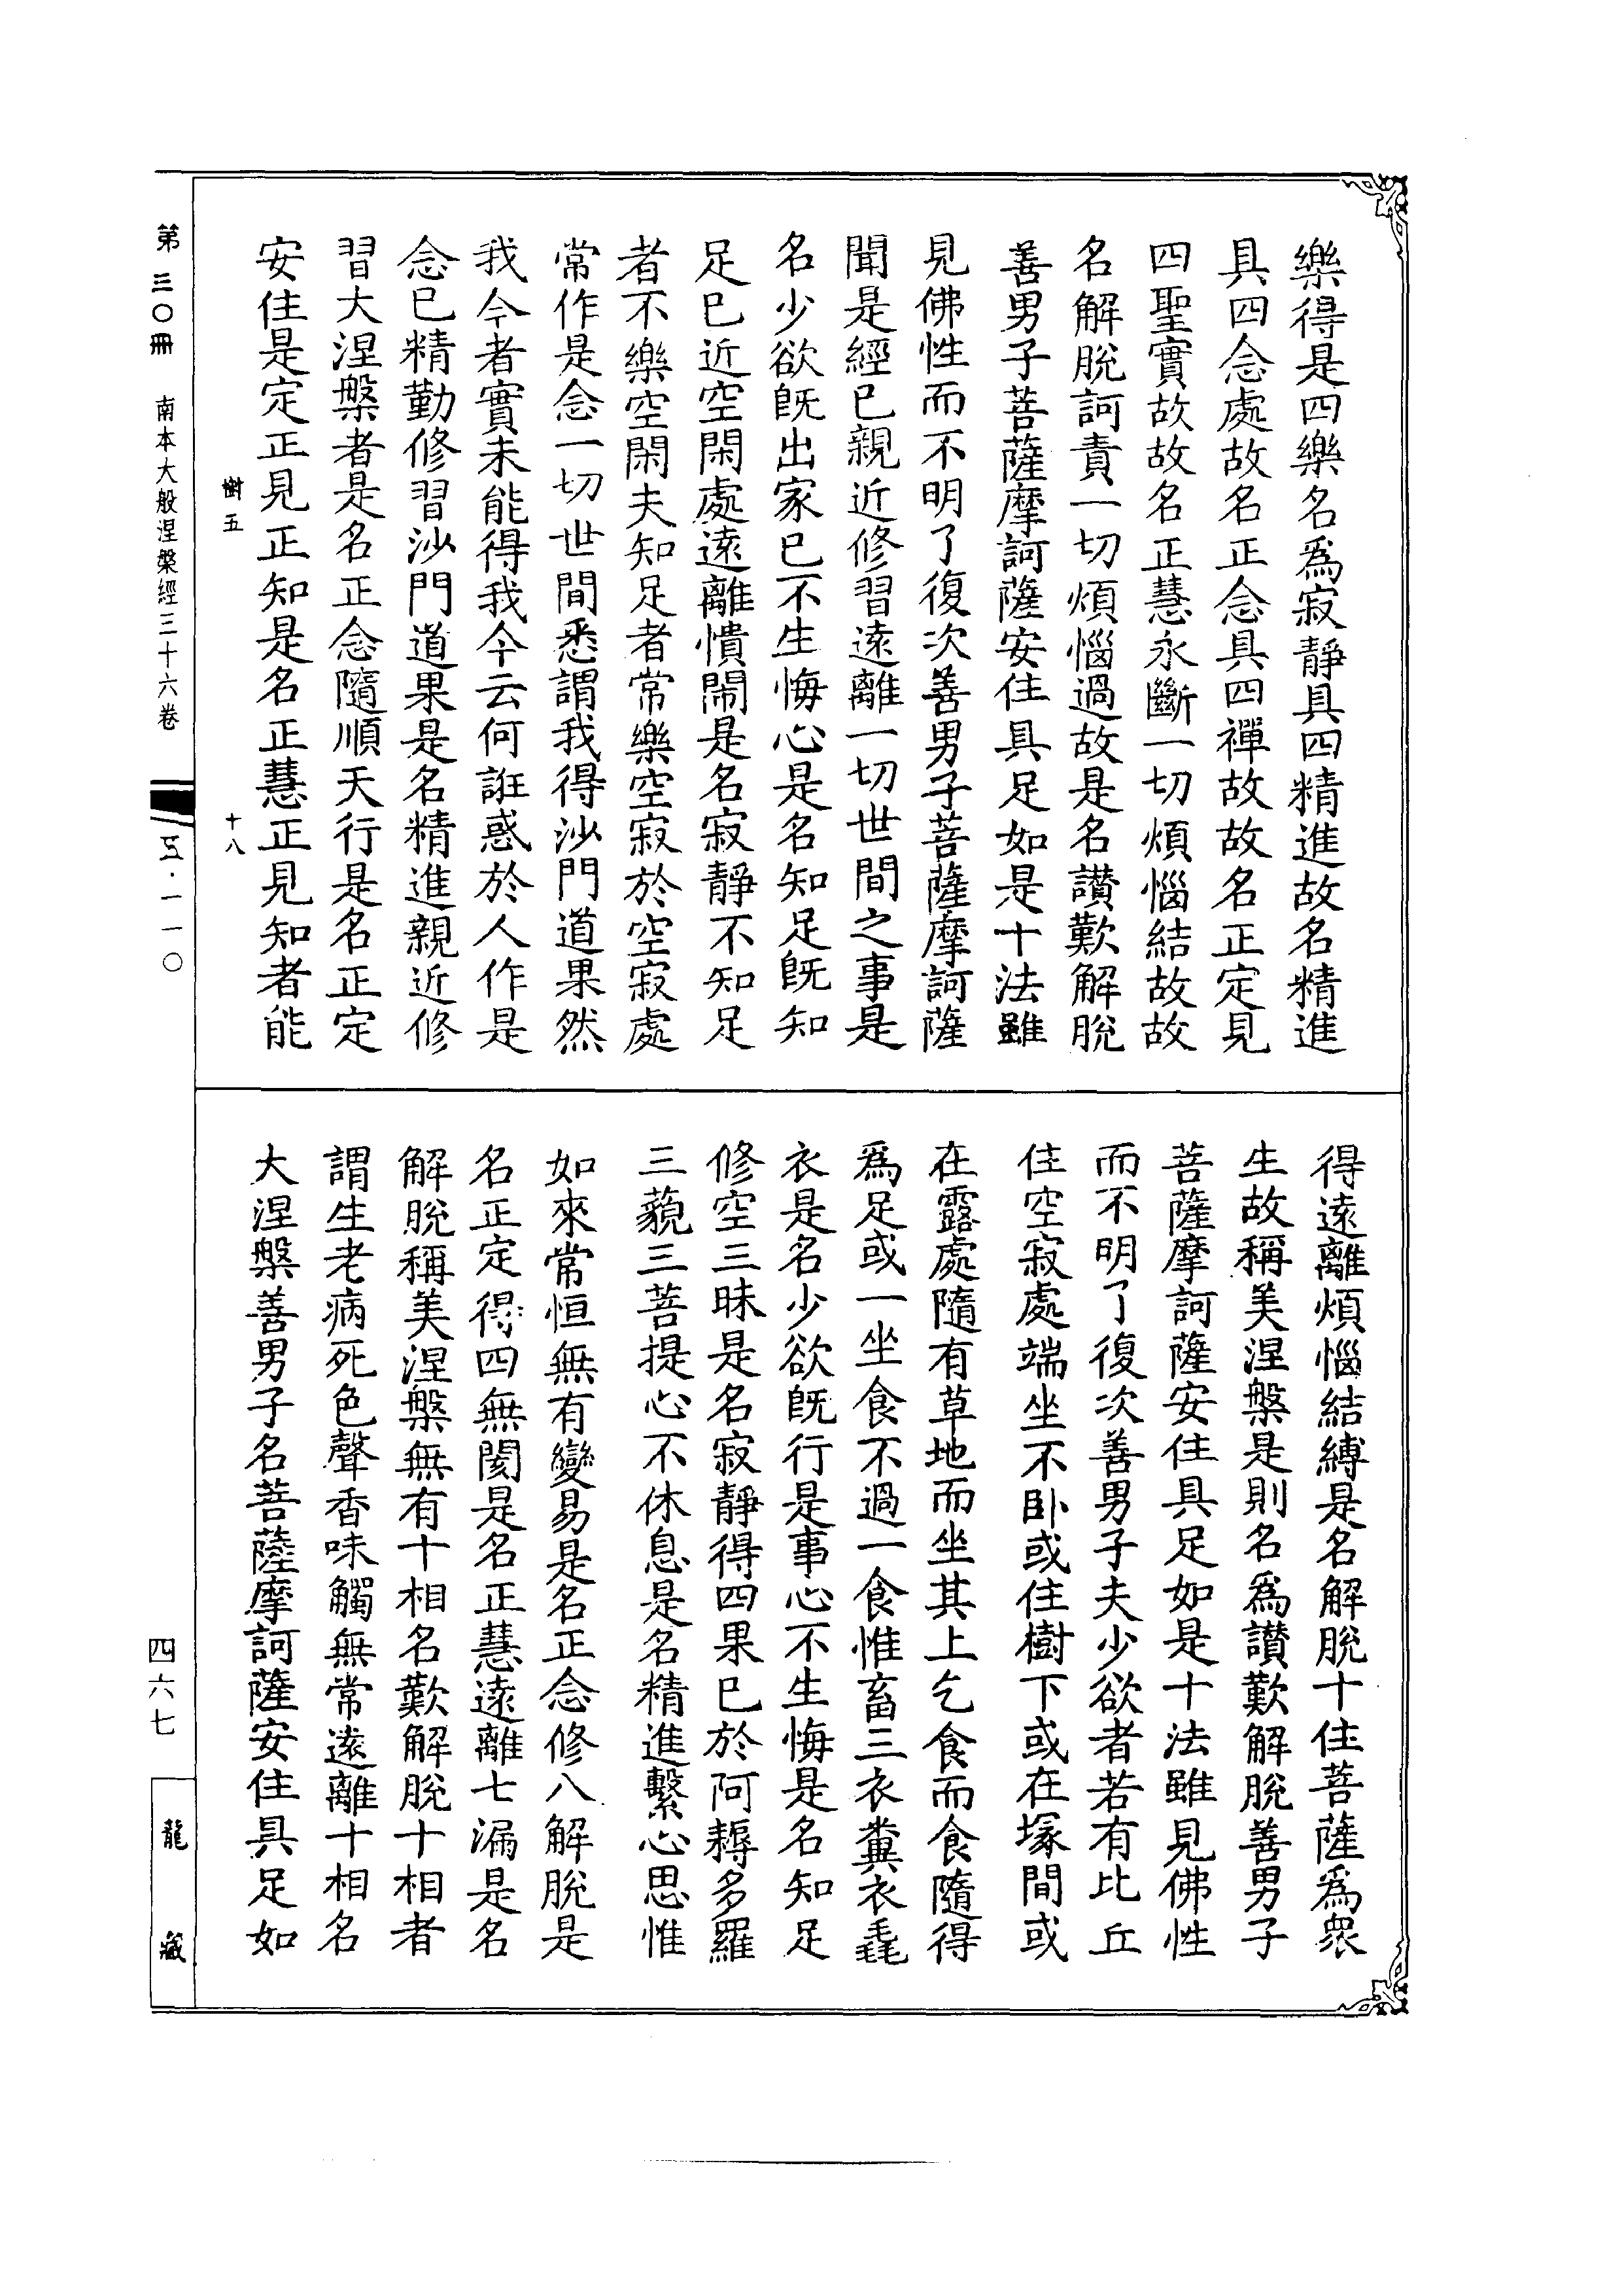 樂得是四樂名爲寂靜具四精進故名精進
具四念處故名正念具四禪故故名正定見
四聖實故故名正慧永斷一切煩惱結故故
名解脫訶責一切煩惱過故是名讚歎解脫
善男子菩薩摩訶薩安住具足如是十法雖
見佛性而不明了復次善男子菩薩摩訶薩
聞是經已親近修習遠離一切世間之事是
名少欲旣出家已不生悔心是名知足旣知
足已近空閑處遠離憒閙是名寂靜不知足
者不樂空閑夫知足者常樂空寂於空寂處
常作是念一切世間悉謂我得沙門道果然
我今者實未能得我今云何誑惑於人作是
念已精勤修習沙門道果是名精進親近修
習大涅槃者是名正念隨順天行是名正定
安住是定正見正知是名正慧正見知者能
得遠離煩惱結縛是名解脫十住菩薩爲衆
生故稱美涅槃是則名爲讚歎解脫善男子
菩薩摩訶薩安住具足如是十法雖見佛性
而不明了復次善男子夫少欲者若有比丘
住空寂處端坐不臥或住樹下或在塚間或
在露處隨有草地而坐其上乞食而食隨得
爲足或一坐食不過一食惟畜三衣糞衣毳
衣是名少欲旣行是事心不生悔是名知足
修空三昧是名寂靜得四果已於阿耨多羅
三藐三菩提心不休息是名精進繫心思惟
如來常恒無有變易是名正念修八解脫是
名正定得四無閡是名正慧遠離七漏是名
解脫稱美涅槃無有十相名歎解脫十相者
謂生老病死色聲香味觸無常遠離十相名
大涅槃善男子名菩薩摩訶薩安住具足如
樹五
十八
第三〇冊 南本大般涅槃經三十六卷
五·一一〇
四六七
龍藏